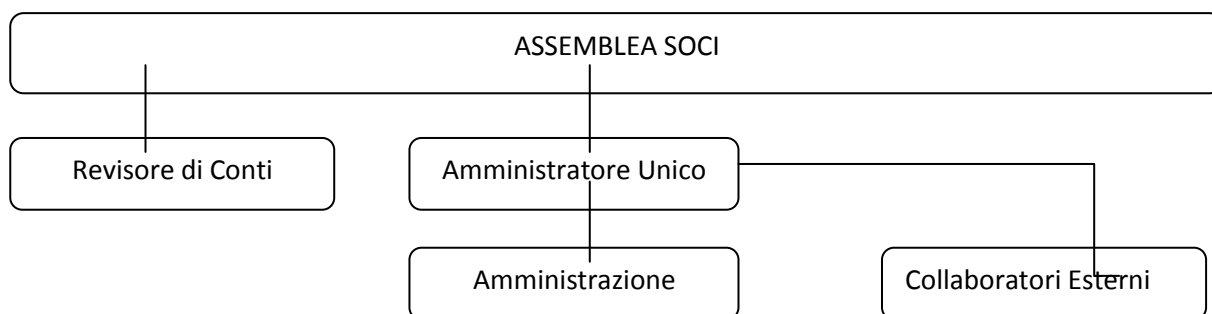 ASSEMBLEA SOCI
Revisore di Conti
Amministratore Unico
Amministrazione
Collaboratori Esterni